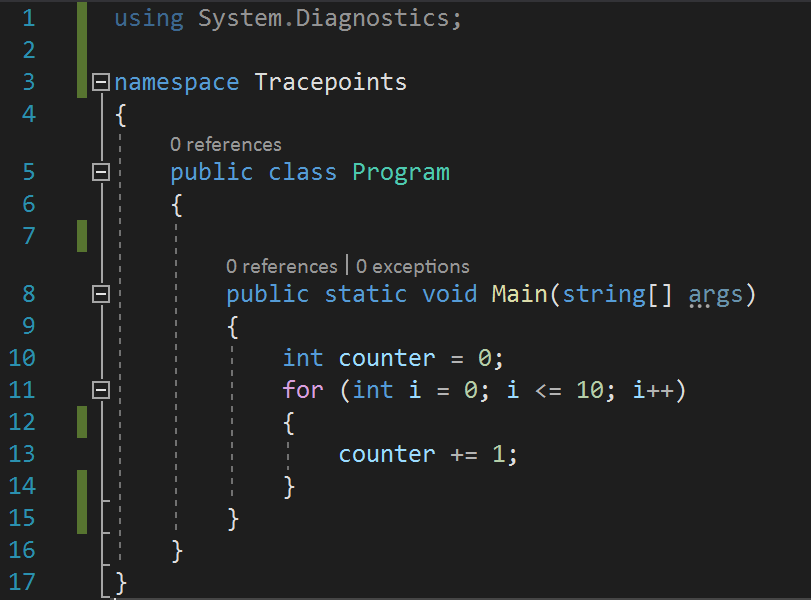 1 using System.Diagnostics;
2
3 namespace Tracepoints
4 {
0 references
5 public class Program
6 {
7
0 references | 0 exceptions
8 public static void Main(string[] args)
9 {
10 int counter = 0;
11 for (int i = 0; i <= 10; i++)
12 {
13 counter += 1;
14 }
15 }
16 }
17 }